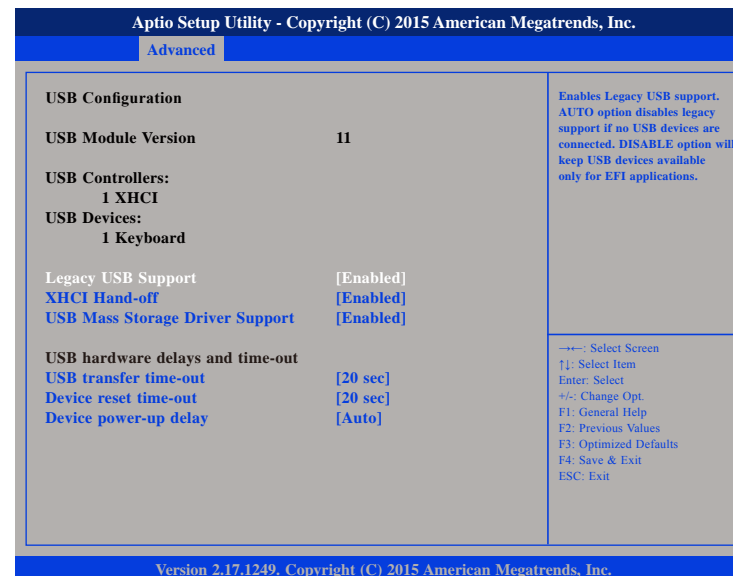 Aptio Setup Utility - Copyright (C) 2015 American Megatrends, Inc.
Advanced
USB Configuration
USB Module Version 11
USB Controllers:
1 XHCI
USB Devices:
1 Keyboard
Legacy USB Support [Enabled]
XHCI Hand-off [Enabled]
USB Mass Storage Driver Support [Enabled]
USB hardware delays and time-out
USB transfer time-out [20 sec]
Device reset time-out [20 sec]
Device power-up delay [Auto]
Enables Legacy USB support.
AUTO option disables legacy
support if no USB devices are
connected. DISABLE option will
keep USB devices available
only for EFI applications.
→←: Select Screen
↑↓: Select Item
Enter: Select
+/-: Change Opt.
F1: General Help
F2: Previous Values
F3: Optimized Defaults
F4: Save & Exit
ESC: Exit
Version 2.17.1249. Copyright (C) 2015 American Megatrends, Inc.